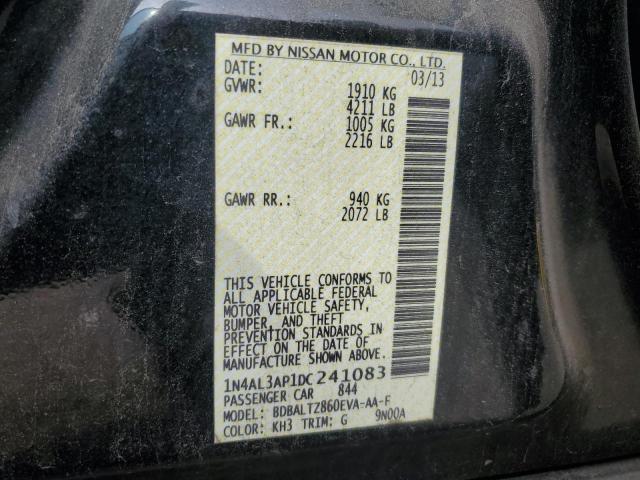 MFD BY NISSAN MOTOR CO., LTD.
DATE: 03/13
GVWR: 1910 KG
4211 LB
GAWR FR.: 1005 KG
2216 LB
GAWR RR.: 940 KG
2072 LB
THIS VEHICLE CONFORMS TO
ALL APPLICABLE FEDERAL
MOTOR VEHICLE SAFETY,
BUMPER, AND THEFT
PREVENTION STANDARDS IN
EFFECT ON THE DATE OF
MANUFACTURE SHOWN ABOVE.
1N4AL3AP1DC241083
PASSENGER CAR 844
MODEL: BDBALTZ860EVA-AA-F
COLOR: KH3 TRIM: G 9N00A